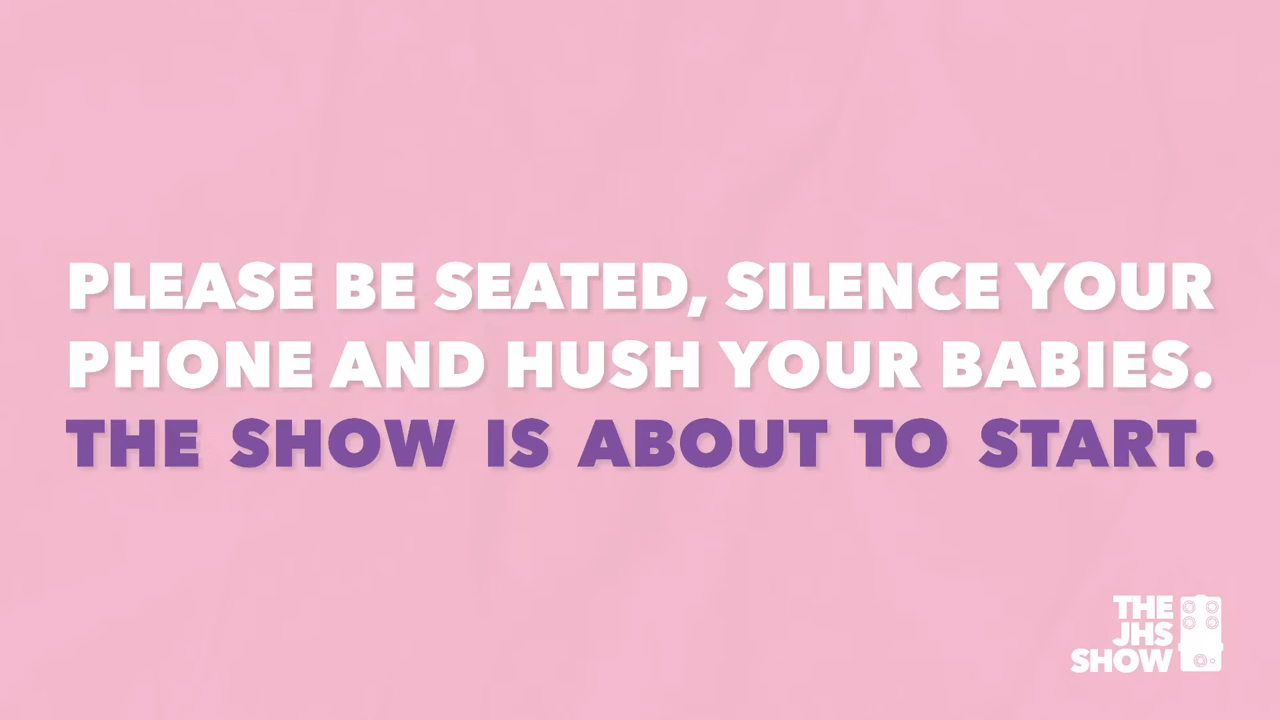 PLEASE BE SEATED, SILENCE YOUR
PHONE AND HUSH YOUR BABIES.
THE SHOW IS ABOUT TO START.
THE
JHS
SHOW